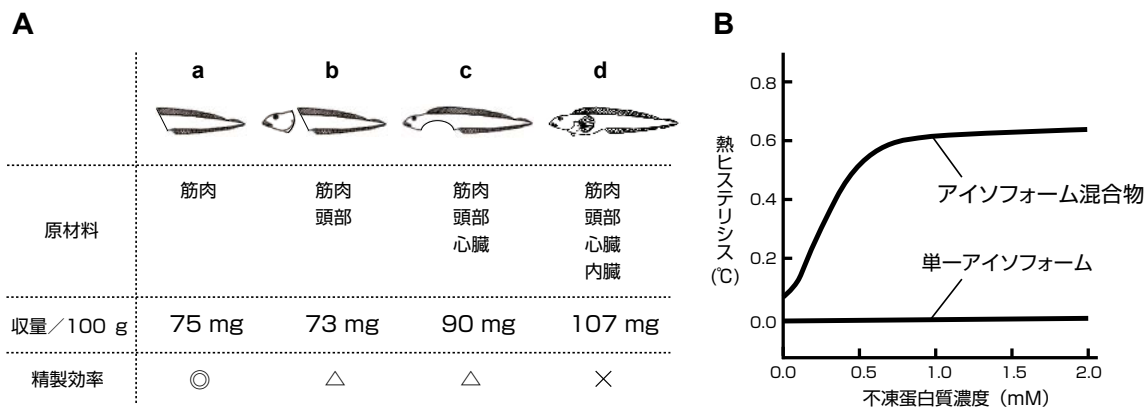 A
a b c d
原材料
筋肉
筋肉
頭部
筋肉
頭部
心臓
筋肉
頭部
心臓
内臓
収量／100 g 75 mg 73 mg 90 mg 107 mg
精製効率 ◎ △ △ ×
B
熱ヒステリシス(℃)
0.8
0.6
0.4
0.2
0.0
アイソフォーム混合物
単一アイソフォーム
0.0 0.5 1.0 1.5 2.0
不凍蛋白質濃度（mM）